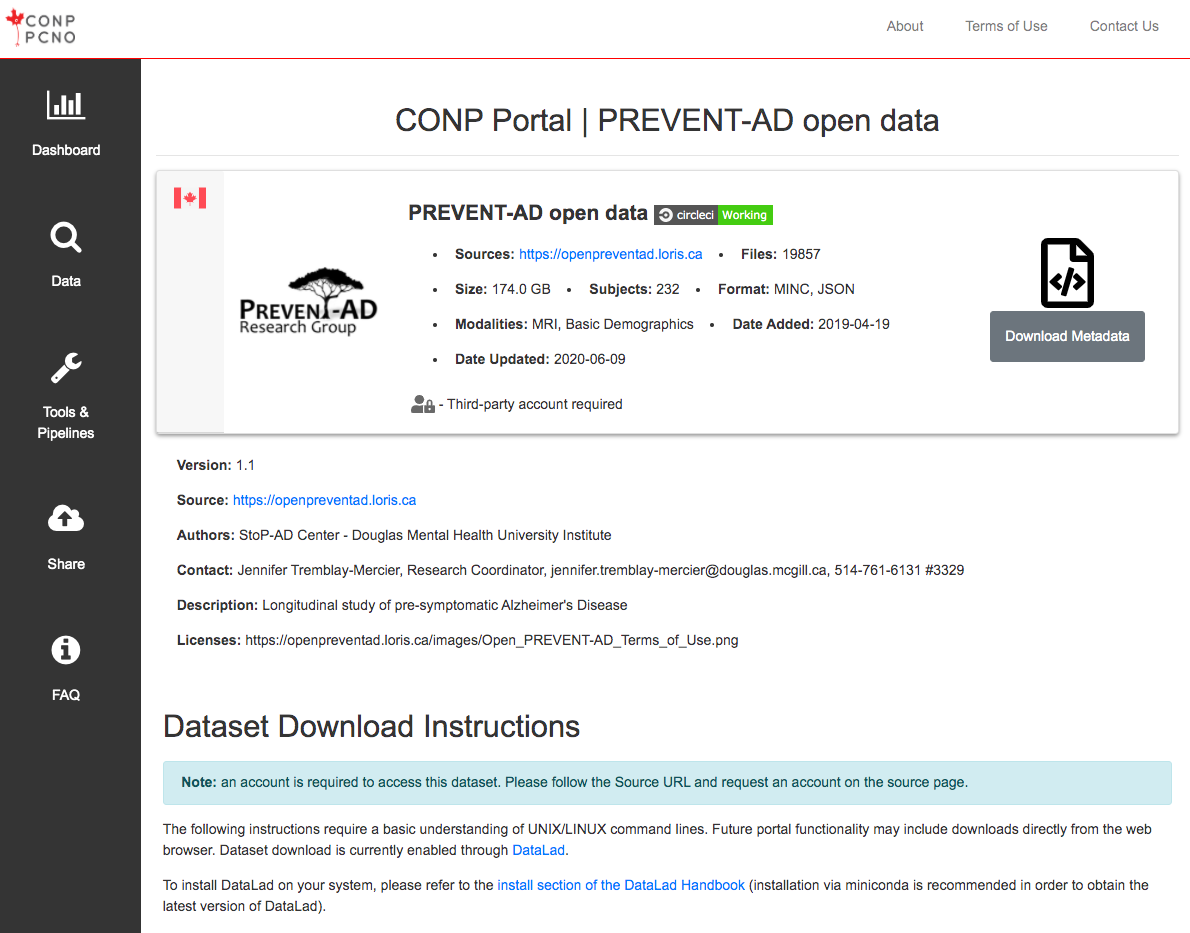 CONP
PCNO
About Terms of Use Contact Us
Dashboard
Data
Tools &
Pipelines
Share
FAQ
CONP Portal | PREVENT-AD open data
PREVENT-AD
Research Group
PREVENT-AD open data circleci Working
• Sources: https://openpreventad.loris.ca • Files: 19857
• Size: 174.0 GB • Subjects: 232 • Format: MINC, JSON
• Modalities: MRI, Basic Demographics • Date Added: 2019-04-19
• Date Updated: 2020-06-09
- Third-party account required
Download Metadata
Version: 1.1
Source: https://openpreventad.loris.ca
Authors: StoP-AD Center - Douglas Mental Health University Institute
Contact: Jennifer Tremblay-Mercier, Research Coordinator, jennifer.tremblay-mercier@douglas.mcgill.ca, 514-761-6131 #3329
Description: Longitudinal study of pre-symptomatic Alzheimer's Disease
Licenses: https://openpreventad.loris.ca/images/Open_PREVENT-AD_Terms_of_Use.png
Dataset Download Instructions
Note: an account is required to access this dataset. Please follow the Source URL and request an account on the source page.
The following instructions require a basic understanding of UNIX/LINUX command lines. Future portal functionality may include downloads directly from the web
browser. Dataset download is currently enabled through DataLad.
To install DataLad on your system, please refer to the install section of the DataLad Handbook (installation via miniconda is recommended in order to obtain the
latest version of DataLad).